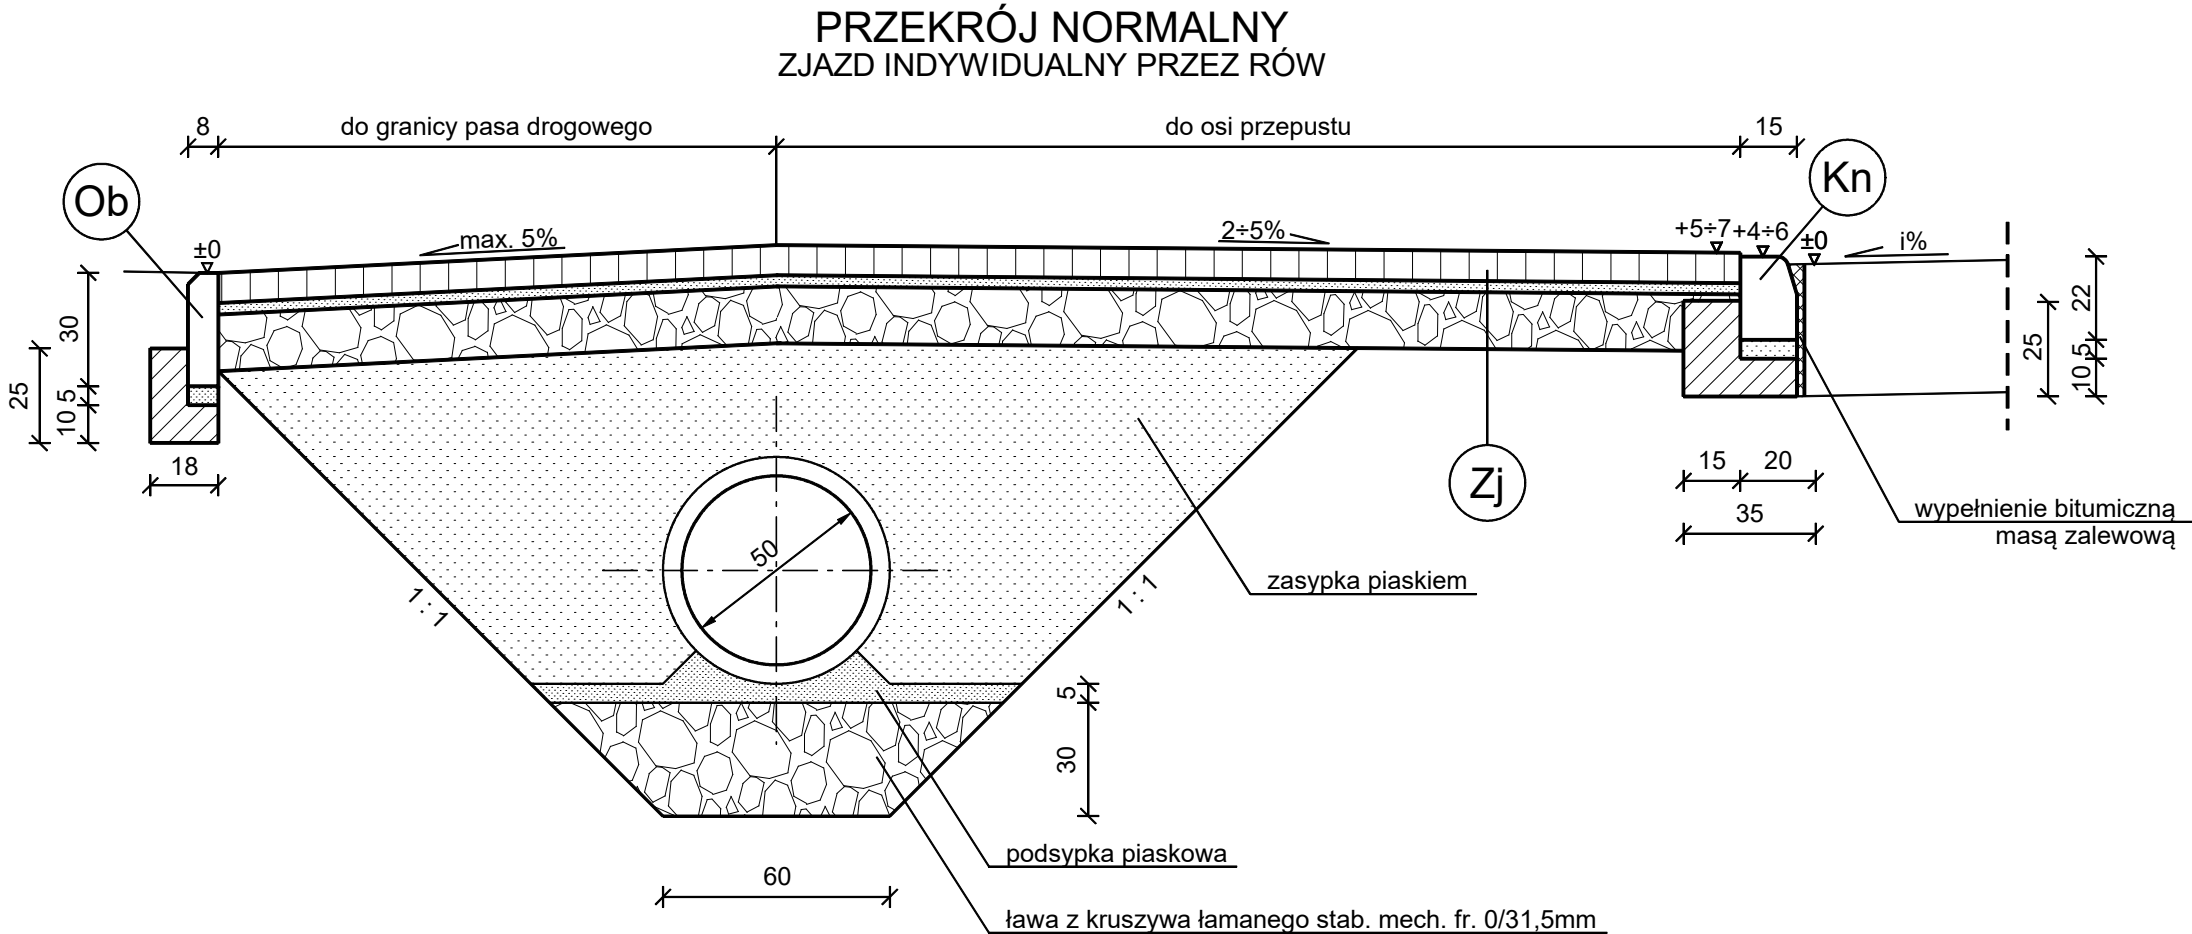 PRZEKRÓJ NORMALNY
ZJAZD INDYWIDUALNY PRZEZ RÓW
8
do granicy pasa drogowego
do osi przepustu
15
Ob
Kn
±0
max. 5%
2÷5%
+5÷7
+4÷6
±0
i%
30
5
10
25
18
22
5
10
25
15
20
35
Zj
wypełnienie bitumiczną
masą zalewową
50
zasypka piaskiem
1:1
1:1
5
30
podsypka piaskowa
60
ława z kruszywa łamanego stab. mech. fr. 0/31,5mm